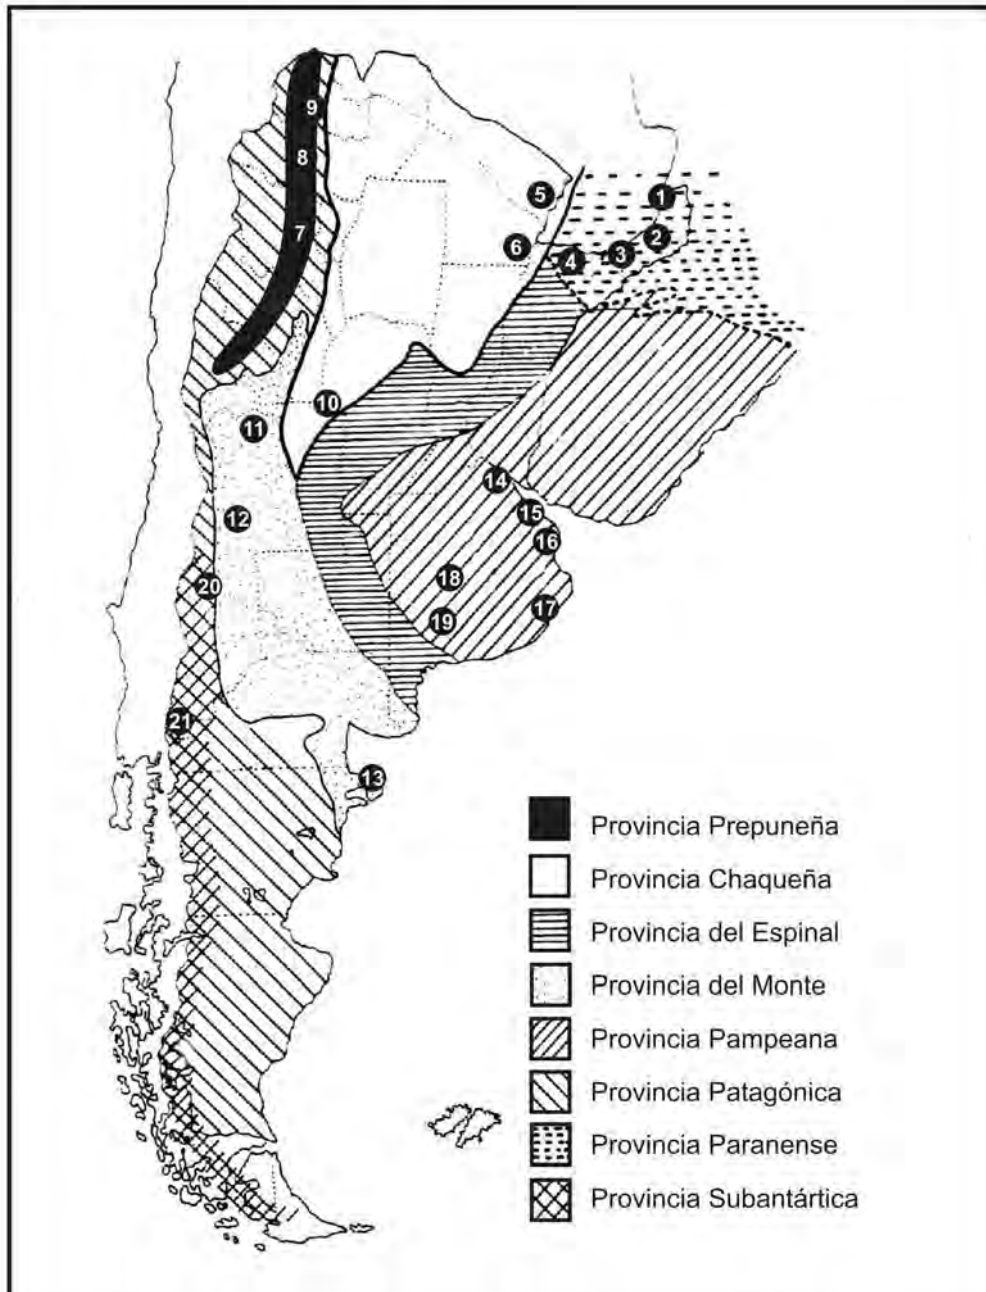 9
8
5
1
7
2
6
3
4
10
11
14
12
15
16
18
20
17
19
21
13
Provincia Prepuneña
Provincia Chaqueña
Provincia del Espinal
Provincia del Monte
Provincia Pampeana
Provincia Patagónica
Provincia Paranense
Provincia Subantártica